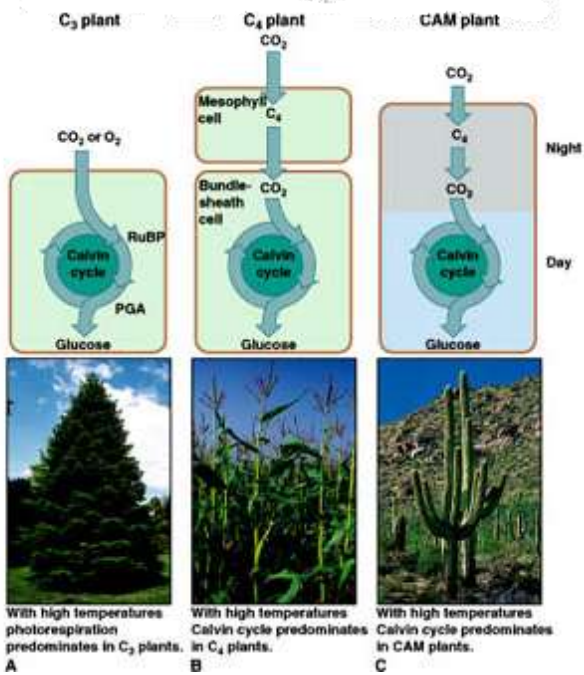 C₃ plant
CO₂ or O₂
RuBP
Calvin
cycle
PGA
Glucose
C₄ plant
CO₂
Mesophyll
cell
C₄
Bundle-
sheath
cell
CO₂
Calvin
cycle
Glucose
CAM plant
CO₂
C₄
CO₂
Night
Calvin
cycle
Day
Glucose
With high temperatures
photorespiration
predominates in C₃ plants.
A
With high temperatures
Calvin cycle predominates
in C₄ plants.
B
With high temperatures
Calvin cycle predominates
in CAM plants.
C